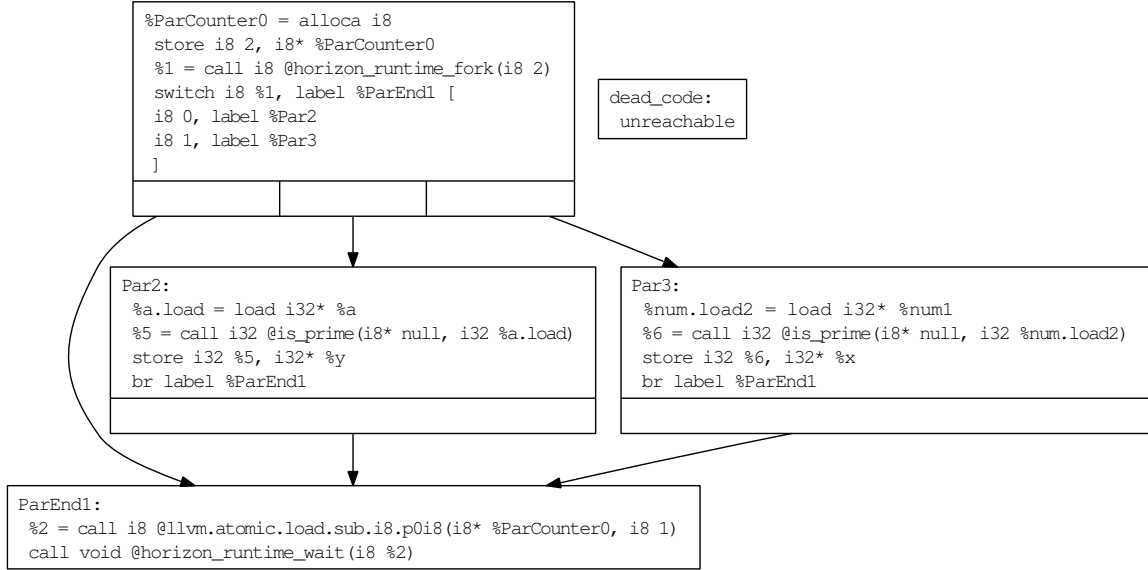 %ParCounter0 = alloca i8
store i8 2, i8* %ParCounter0
%1 = call i8 @horizon_runtime_fork(i8 2)
switch i8 %1, label %ParEnd1 [
i8 0, label %Par2
i8 1, label %Par3
]
dead_code:
unreachable
Par2:
%a.load = load i32* %a
%5 = call i32 @is_prime(i8* null, i32 %a.load)
store i32 %5, i32* %y
br label %ParEnd1
Par3:
%num.load2 = load i32* %num1
%6 = call i32 @is_prime(i8* null, i32 %num.load2)
store i32 %6, i32* %x
br label %ParEnd1
ParEnd1:
%2 = call i8 @llvm.atomic.load.sub.i8.p0i8(i8* %ParCounter0, i8 1)
call void @horizon_runtime_wait(i8 %2)